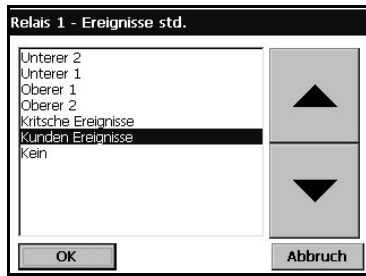 Relais 1 - Ereignisse std.
Unterer 2
Unterer 1
Oberer 1
Oberer 2
Kritsche Ereignisse
Kunden Ereignisse
Kein
OK
Abbruch